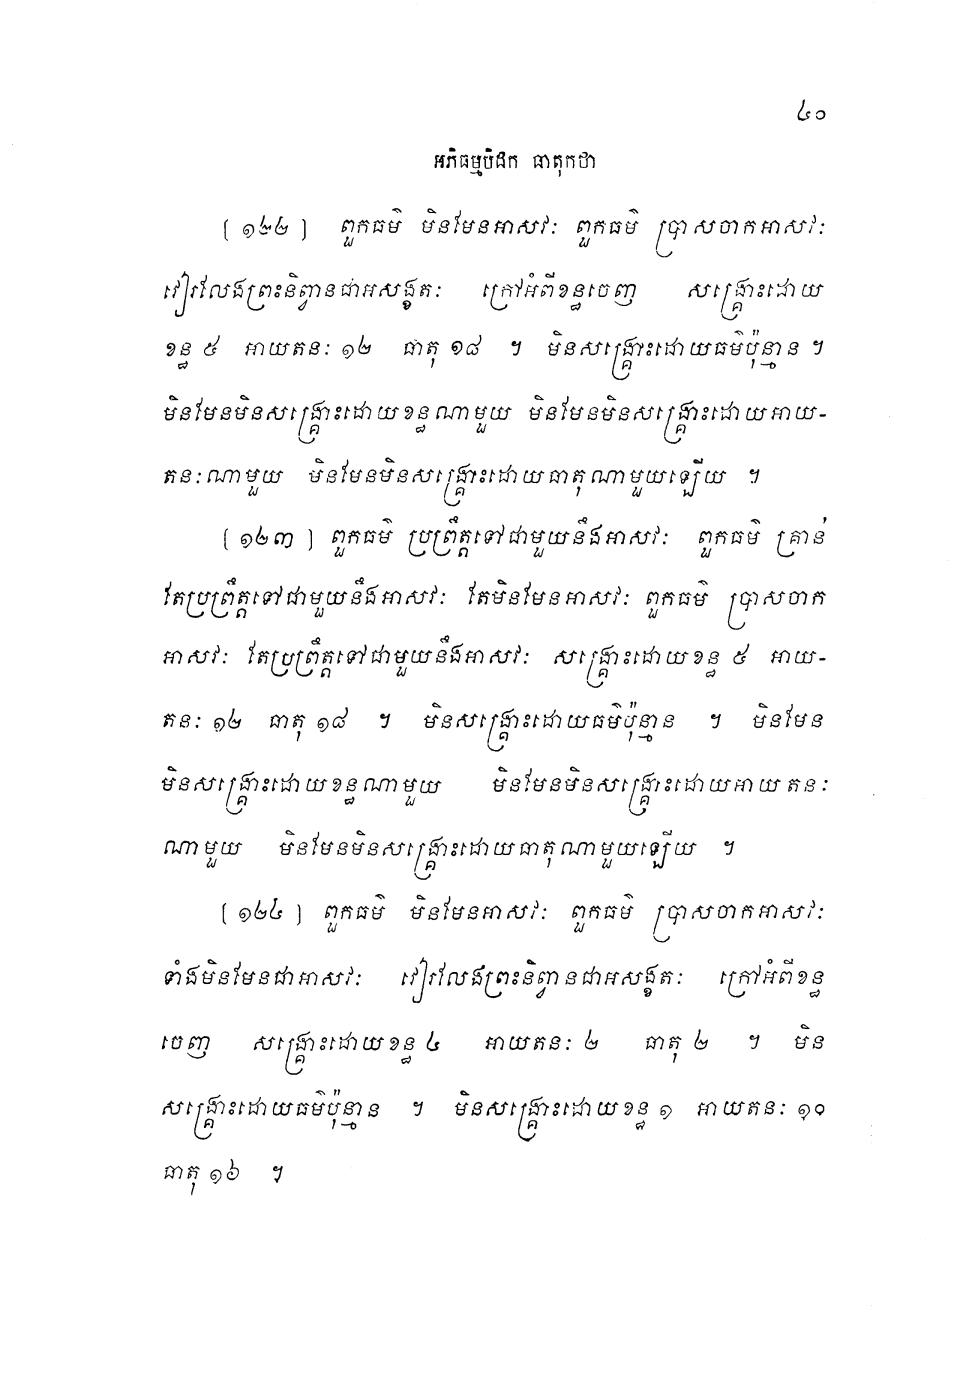 ៤០
អភិធម្មបិដក ធាតុកថា
[១២២] ពួកធម៌ មិនមែនអាសវៈ ពួកធម៌ ប្រាសចាកអាសវៈ
វៀរលែងព្រះនិព្វានជាអសង្ខតៈ ក្រៅអំពីខន្ធចេញ សង្គ្រោះដោយ
ខន្ធ ៥ អាយតនៈ ១២ ធាតុ ១៨ ។ មិនសង្គ្រោះដោយធម៌ប៉ុន្មាន ។
មិនមែនមិនសង្គ្រោះដោយខន្ធណាមួយ មិនមែនមិនសង្គ្រោះដោយអាយ-
តនៈណាមួយ មិនមែនមិនសង្គ្រោះដោយធាតុណាមួយឡើយ ។
[១២៣] ពួកធម៌ ប្រព្រឹត្តទៅជាមួយនឹងអាសវៈ ពួកធម៌ គ្រាន់
តែប្រព្រឹត្តទៅជាមួយនឹងអាសវៈ តែមិនមែនអាសវៈ ពួកធម៌ ប្រាសចាក
អាសវៈ តែប្រព្រឹត្តទៅជាមួយនឹងអាសវៈ សង្គ្រោះដោយខន្ធ ៥ អាយ-
តនៈ ១២ ធាតុ ១៨ ។ មិនសង្គ្រោះដោយធម៌ប៉ុន្មាន ។ មិនមែន
មិនសង្គ្រោះដោយខន្ធណាមួយ មិនមែនមិនសង្គ្រោះដោយអាយតនៈ
ណាមួយ មិនមែនមិនសង្គ្រោះដោយធាតុណាមួយឡើយ ។
[១២៤] ពួកធម៌ មិនមែនអាសវៈ ពួកធម៌ ប្រាសចាកអាសវៈ
ទាំងមិនមែនជាអាសវៈ វៀរលែងព្រះនិព្វានជាអសង្ខតៈ ក្រៅអំពីខន្ធ
ចេញ សង្គ្រោះដោយខន្ធ ៤ អាយតនៈ ២ ធាតុ ២ ។ មិន
សង្គ្រោះដោយធម៌ប៉ុន្មាន ។ មិនសង្គ្រោះដោយខន្ធ ១ អាយតនៈ ១០
ធាតុ ១៦ ។